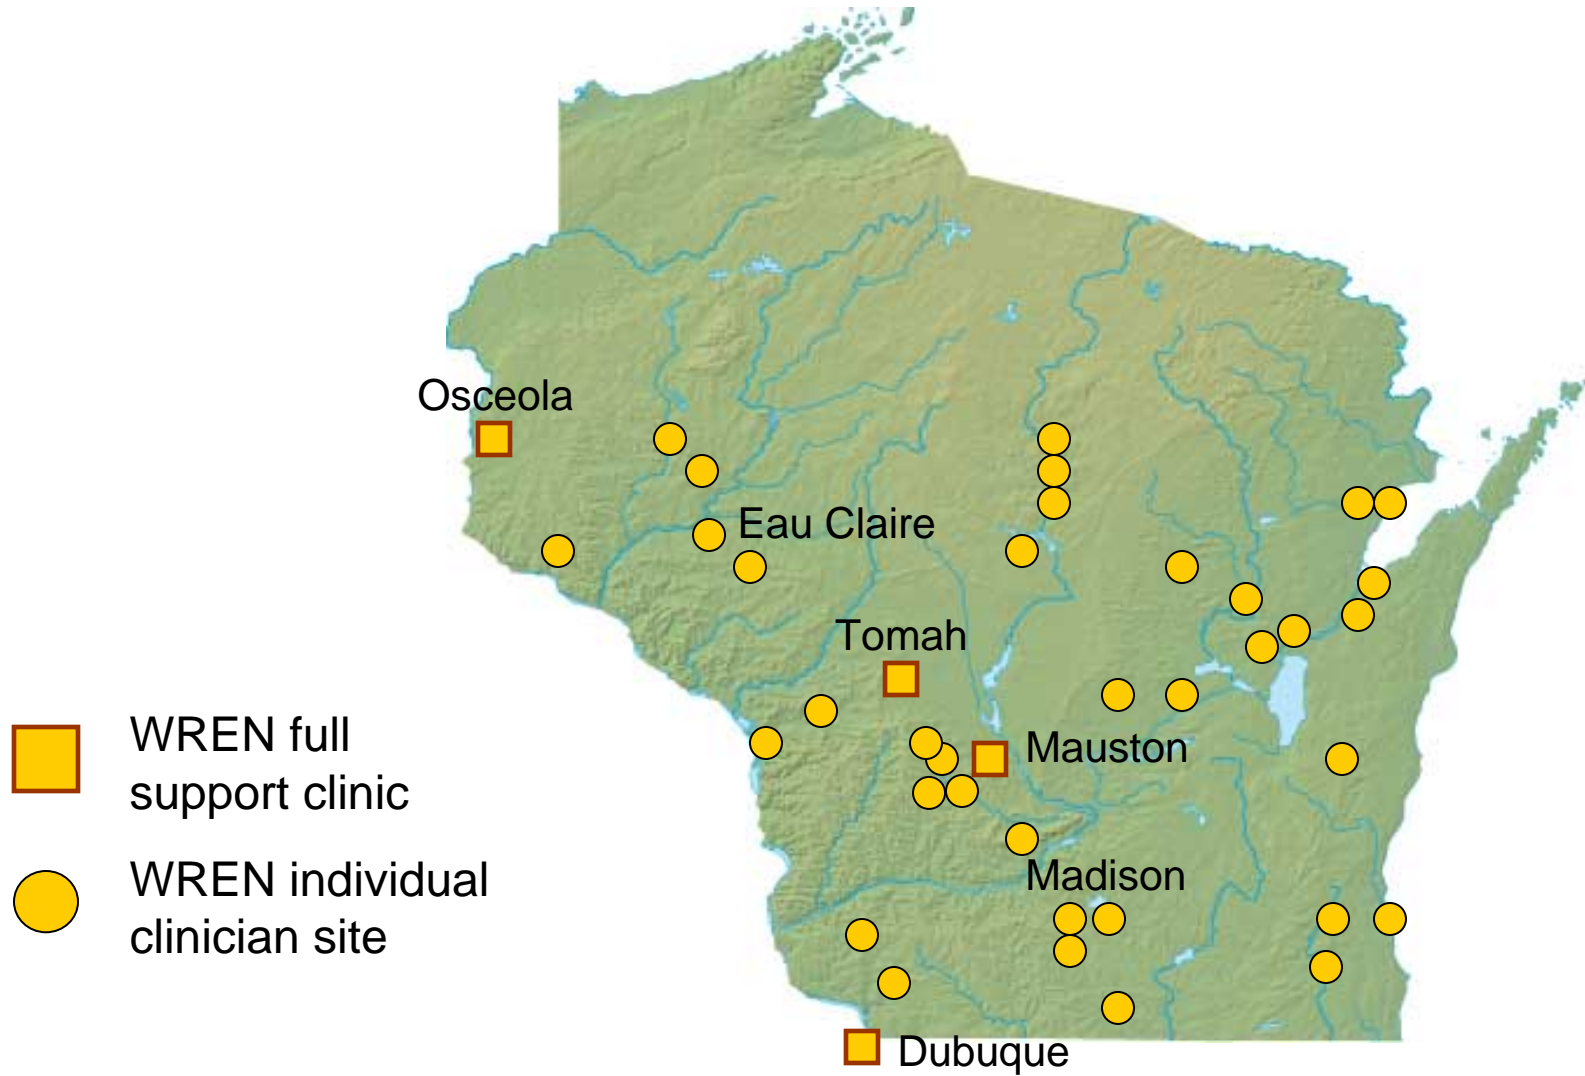 Osceola
Eau Claire
Tomah
WREN full
support clinic
Mauston
WREN individual
clinician site
Madison
Dubuque